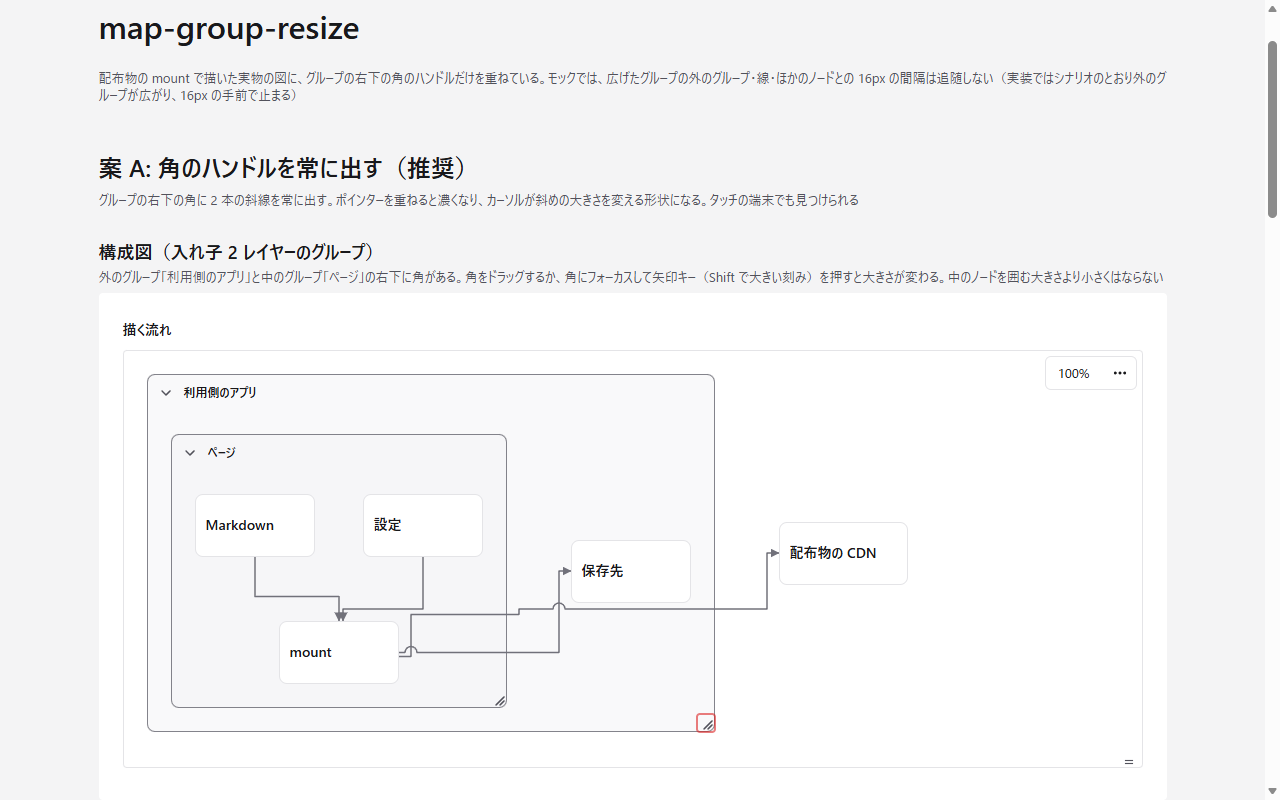 map-group-resize
配布物の mount で描いた実物の図に、グループの右下の角のハンドルだけを重ねている。モックでは、広げたグループの外のグループ・線・ほかのノードとの 16px の間隔は追随しない（実装ではシナリオのとおり外のグ
ループが広がり、16px の手前で止まる）
案 A: 角のハンドルを常に出す（推奨）
グループの右下の角に 2 本の斜線を常に出す。ポインターを重ねると濃くなり、カーソルが斜めの大きさを変える形状になる。タッチの端末でも見つけられる
構成図（入れ子 2 レイヤーのグループ）
外のグループ「利用側のアプリ」と中のグループ「ページ」の右下に角がある。角をドラッグするか、角にフォーカスして矢印キー（Shift で大きい刻み）を押すと大きさが変わる。中のノードを囲む大きさより小さくはならない
描く流れ
100%
利用側のアプリ
ページ
Markdown
設定
配布物の CDN
保存先
mount